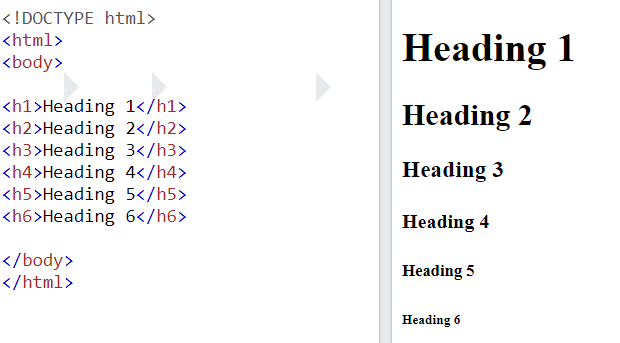 <!DOCTYPE html>
<html>
<body>
<h1>Heading 1</h1>
<h2>Heading 2</h2>
<h3>Heading 3</h3>
<h4>Heading 4</h4>
<h5>Heading 5</h5>
<h6>Heading 6</h6>
</body>
</html>
Heading 1
Heading 2
Heading 3
Heading 4
Heading 5
Heading 6